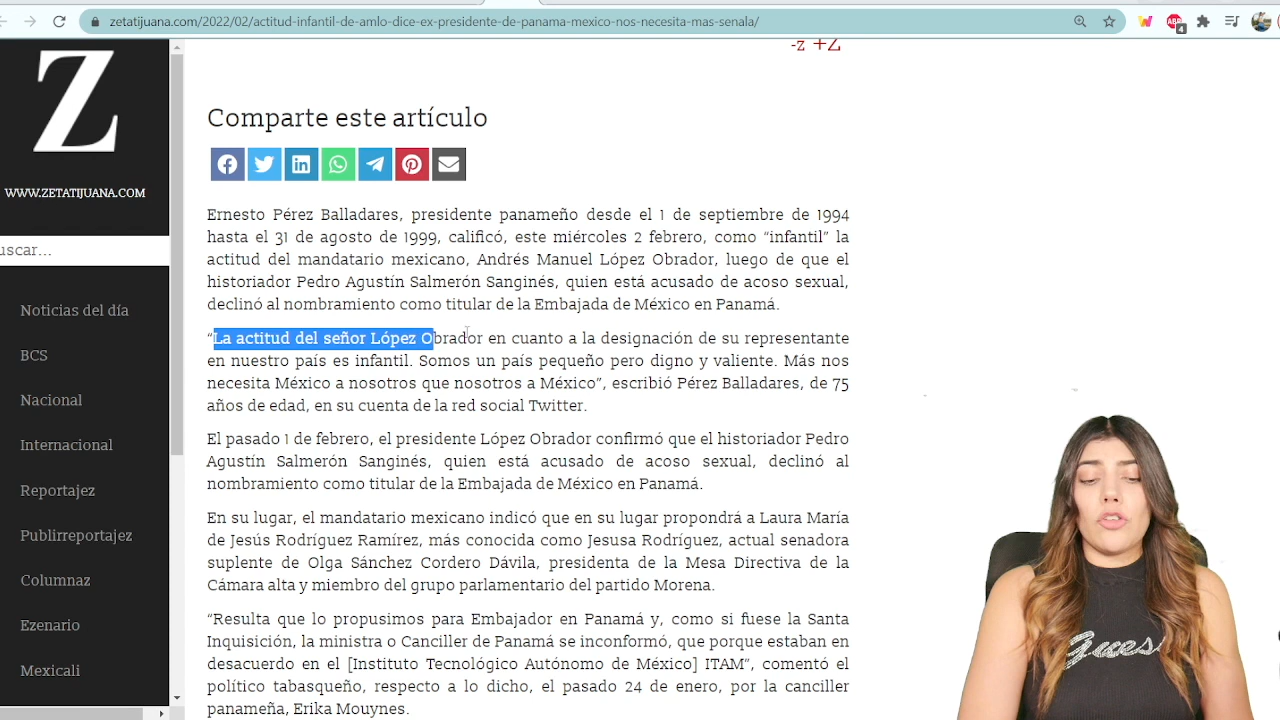 zetatijuana.com/2022/02/actitud-infantil-de-amlo-dice-ex-presidente-de-panama-mexico-nos-necesita-mas-senala/
4
-z +Z
Z
WWW.ZETATIJUANA.COM
uscar...
Noticias del día
BCS
Nacional
Internacional
Reportajez
Publirreportajez
Columnaz
Ezenario
Mexicali
Comparte este artículo
Ernesto Pérez Balladares, presidente panameño desde el 1 de septiembre de 1994
hasta el 31 de agosto de 1999, calificó, este miércoles 2 febrero, como “infantil” la
actitud del mandatario mexicano, Andrés Manuel López Obrador, luego de que el
historiador Pedro Agustín Salmerón Sanginés, quien está acusado de acoso sexual,
declinó al nombramiento como titular de la Embajada de México en Panamá.
“La actitud del señor López Obrador en cuanto a la designación de su representante
en nuestro país es infantil. Somos un país pequeño pero digno y valiente. Más nos
necesita México a nosotros que nosotros a México”, escribió Pérez Balladares, de 75
años de edad, en su cuenta de la red social Twitter.
El pasado 1 de febrero, el presidente López Obrador confirmó que el historiador Pedro
Agustín Salmerón Sanginés, quien está acusado de acoso sexual, declinó al
nombramiento como titular de la Embajada de México en Panamá.
En su lugar, el mandatario mexicano indicó que en su lugar propondrá a Laura María
de Jesús Rodríguez Ramírez, más conocida como Jesusa Rodríguez, actual senadora
suplente de Olga Sánchez Cordero Dávila, presidenta de la Mesa Directiva de la
Cámara alta y miembro del grupo parlamentario del partido Morena.
“Resulta que lo propusimos para Embajador en Panamá y, como si fuese la Santa
Inquisición, la ministra o Canciller de Panamá se inconformó, que porque estaban en
desacuerdo en el [Instituto Tecnológico Autónomo de México] ITAM”, comentó el
político tabasqueño, respecto a lo dicho, el pasado 24 de enero, por la canciller
panameña, Erika Mouynes.
Guess